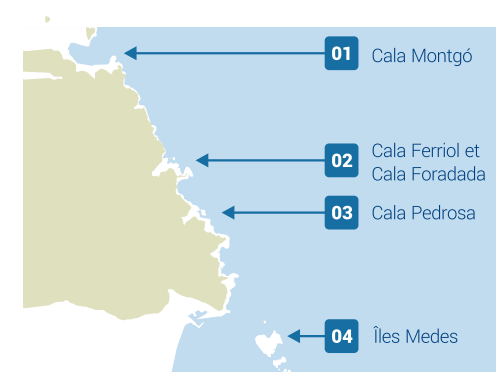 01 Cala Montgó
02 Cala Ferriol et
Cala Foradada
03 Cala Pedrosa
04 Îles Medes